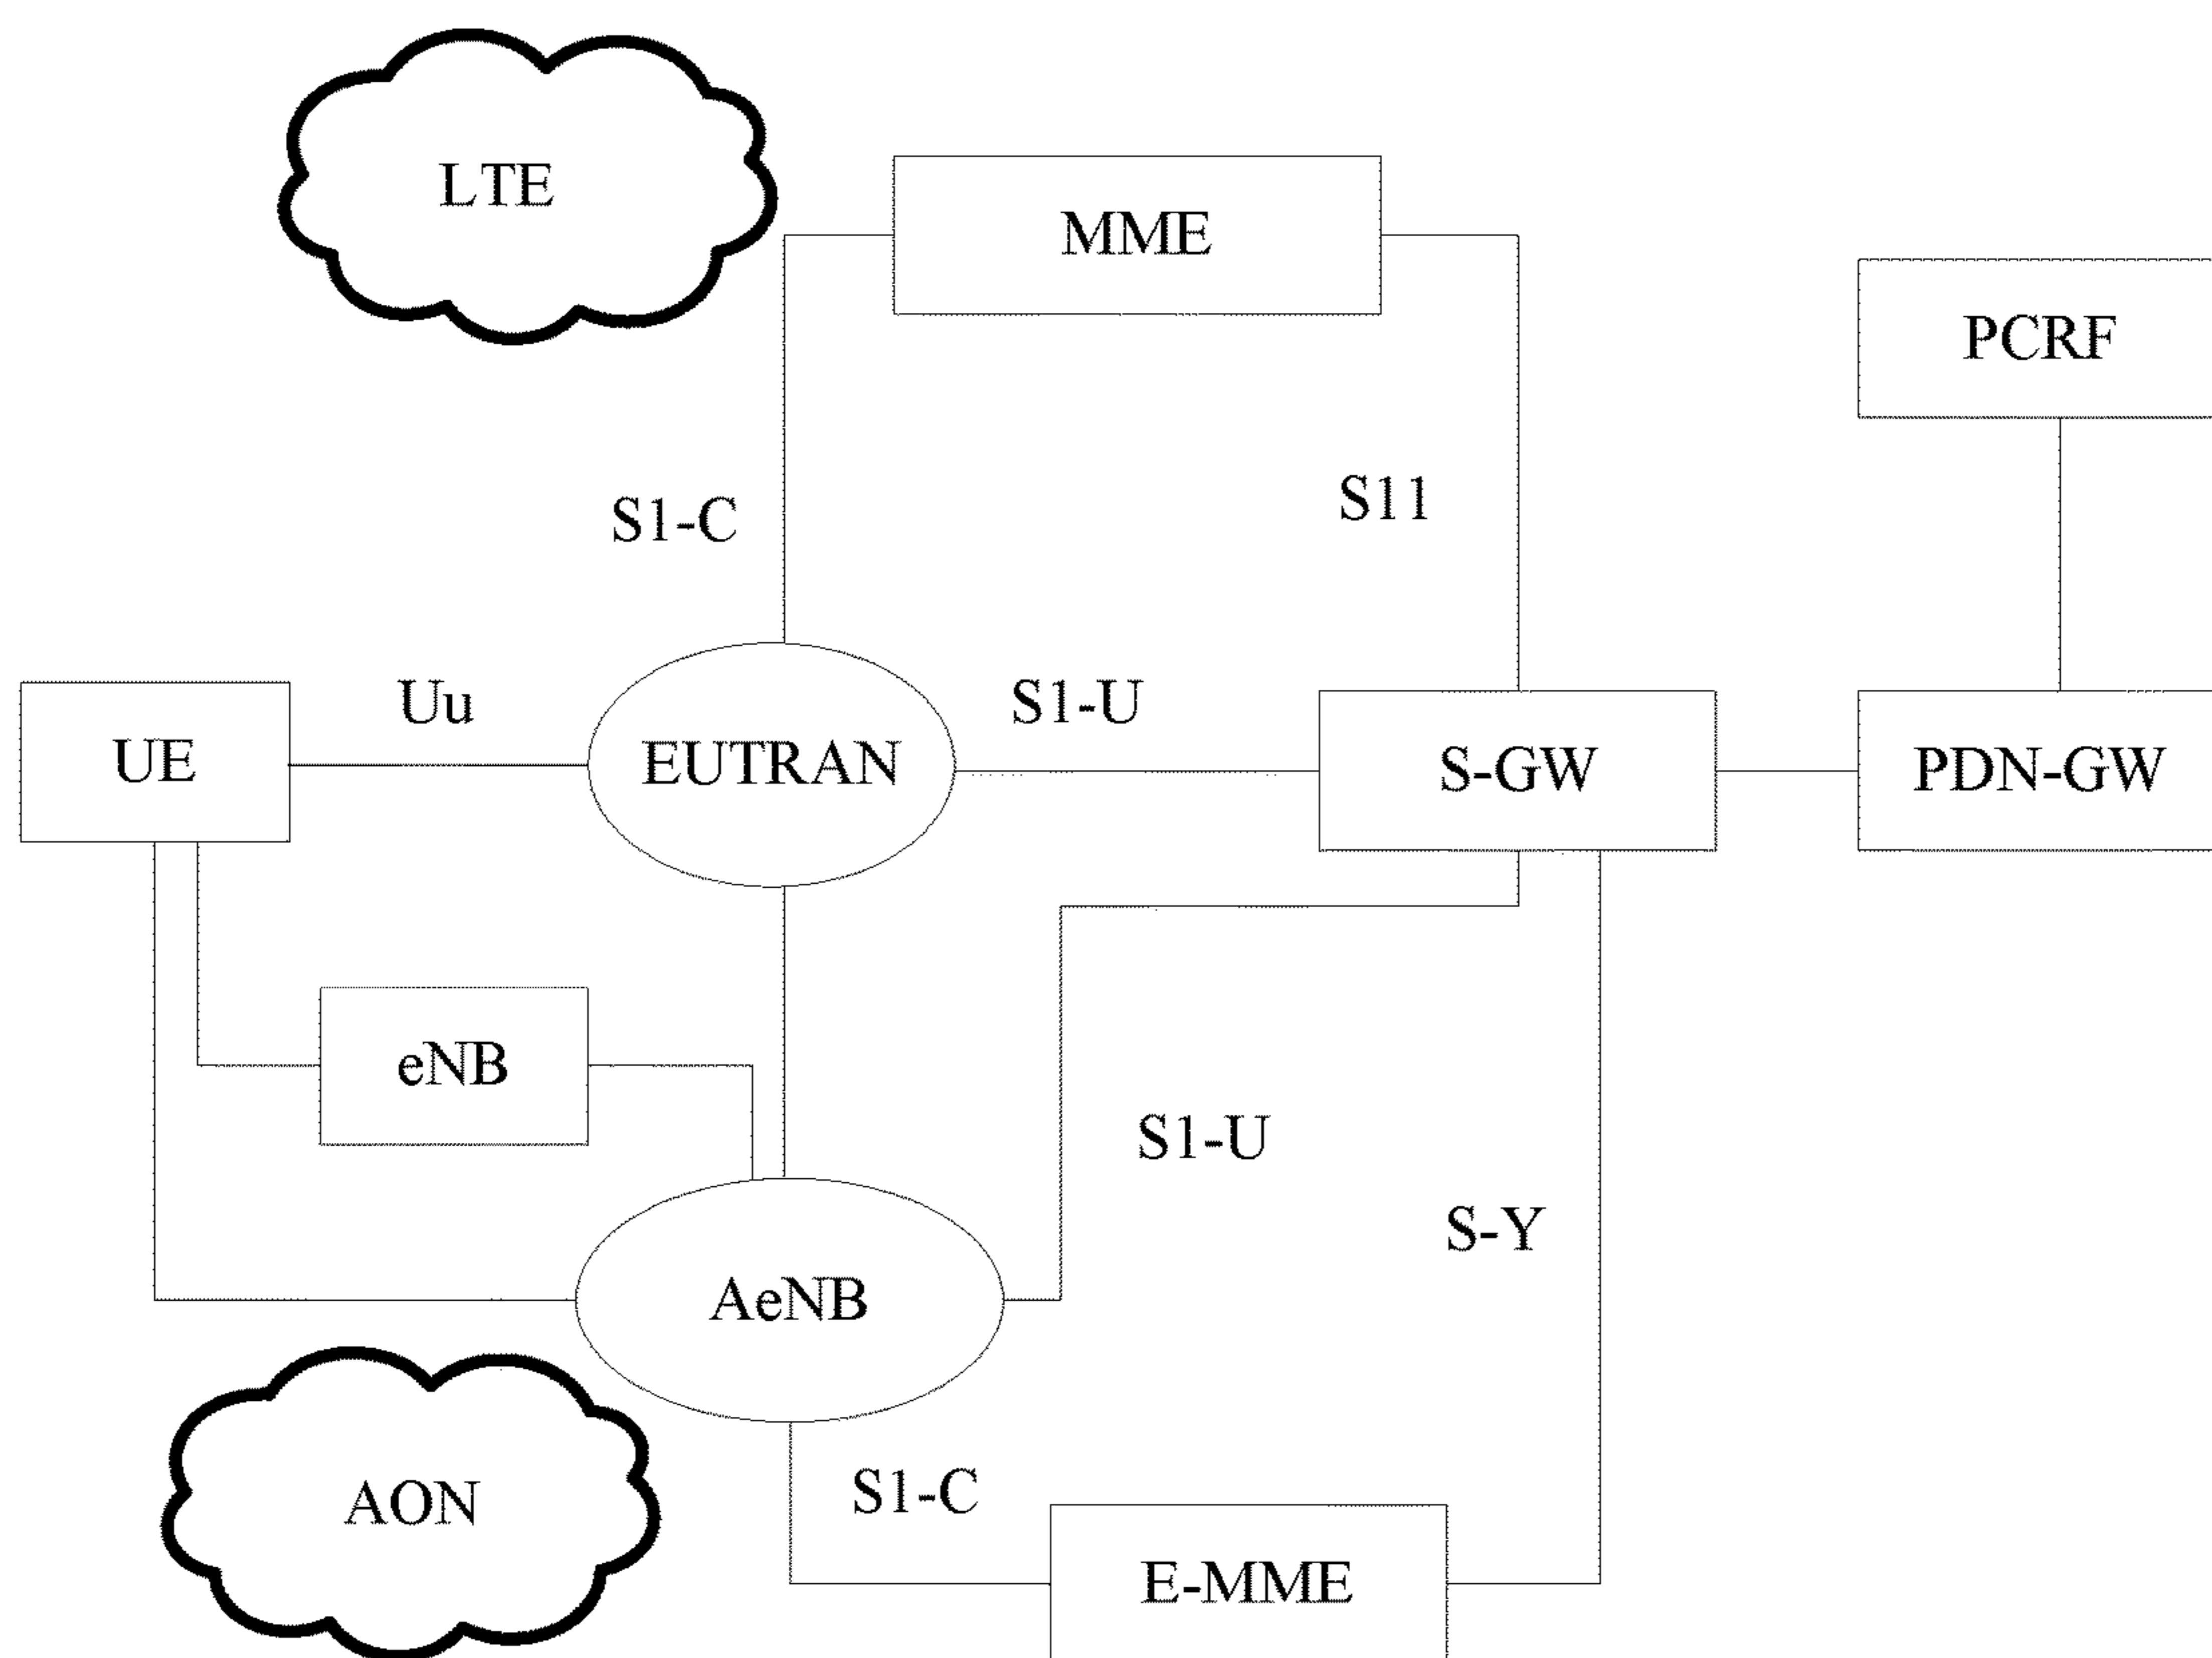 LTE
MME
PCRF
S1-C
S11
Uu
S1-U
UE
EUTRAN
S-GW
PDN-GW
eNB
S1-U
S-Y
AeNB
S1-C
AON
E-MME